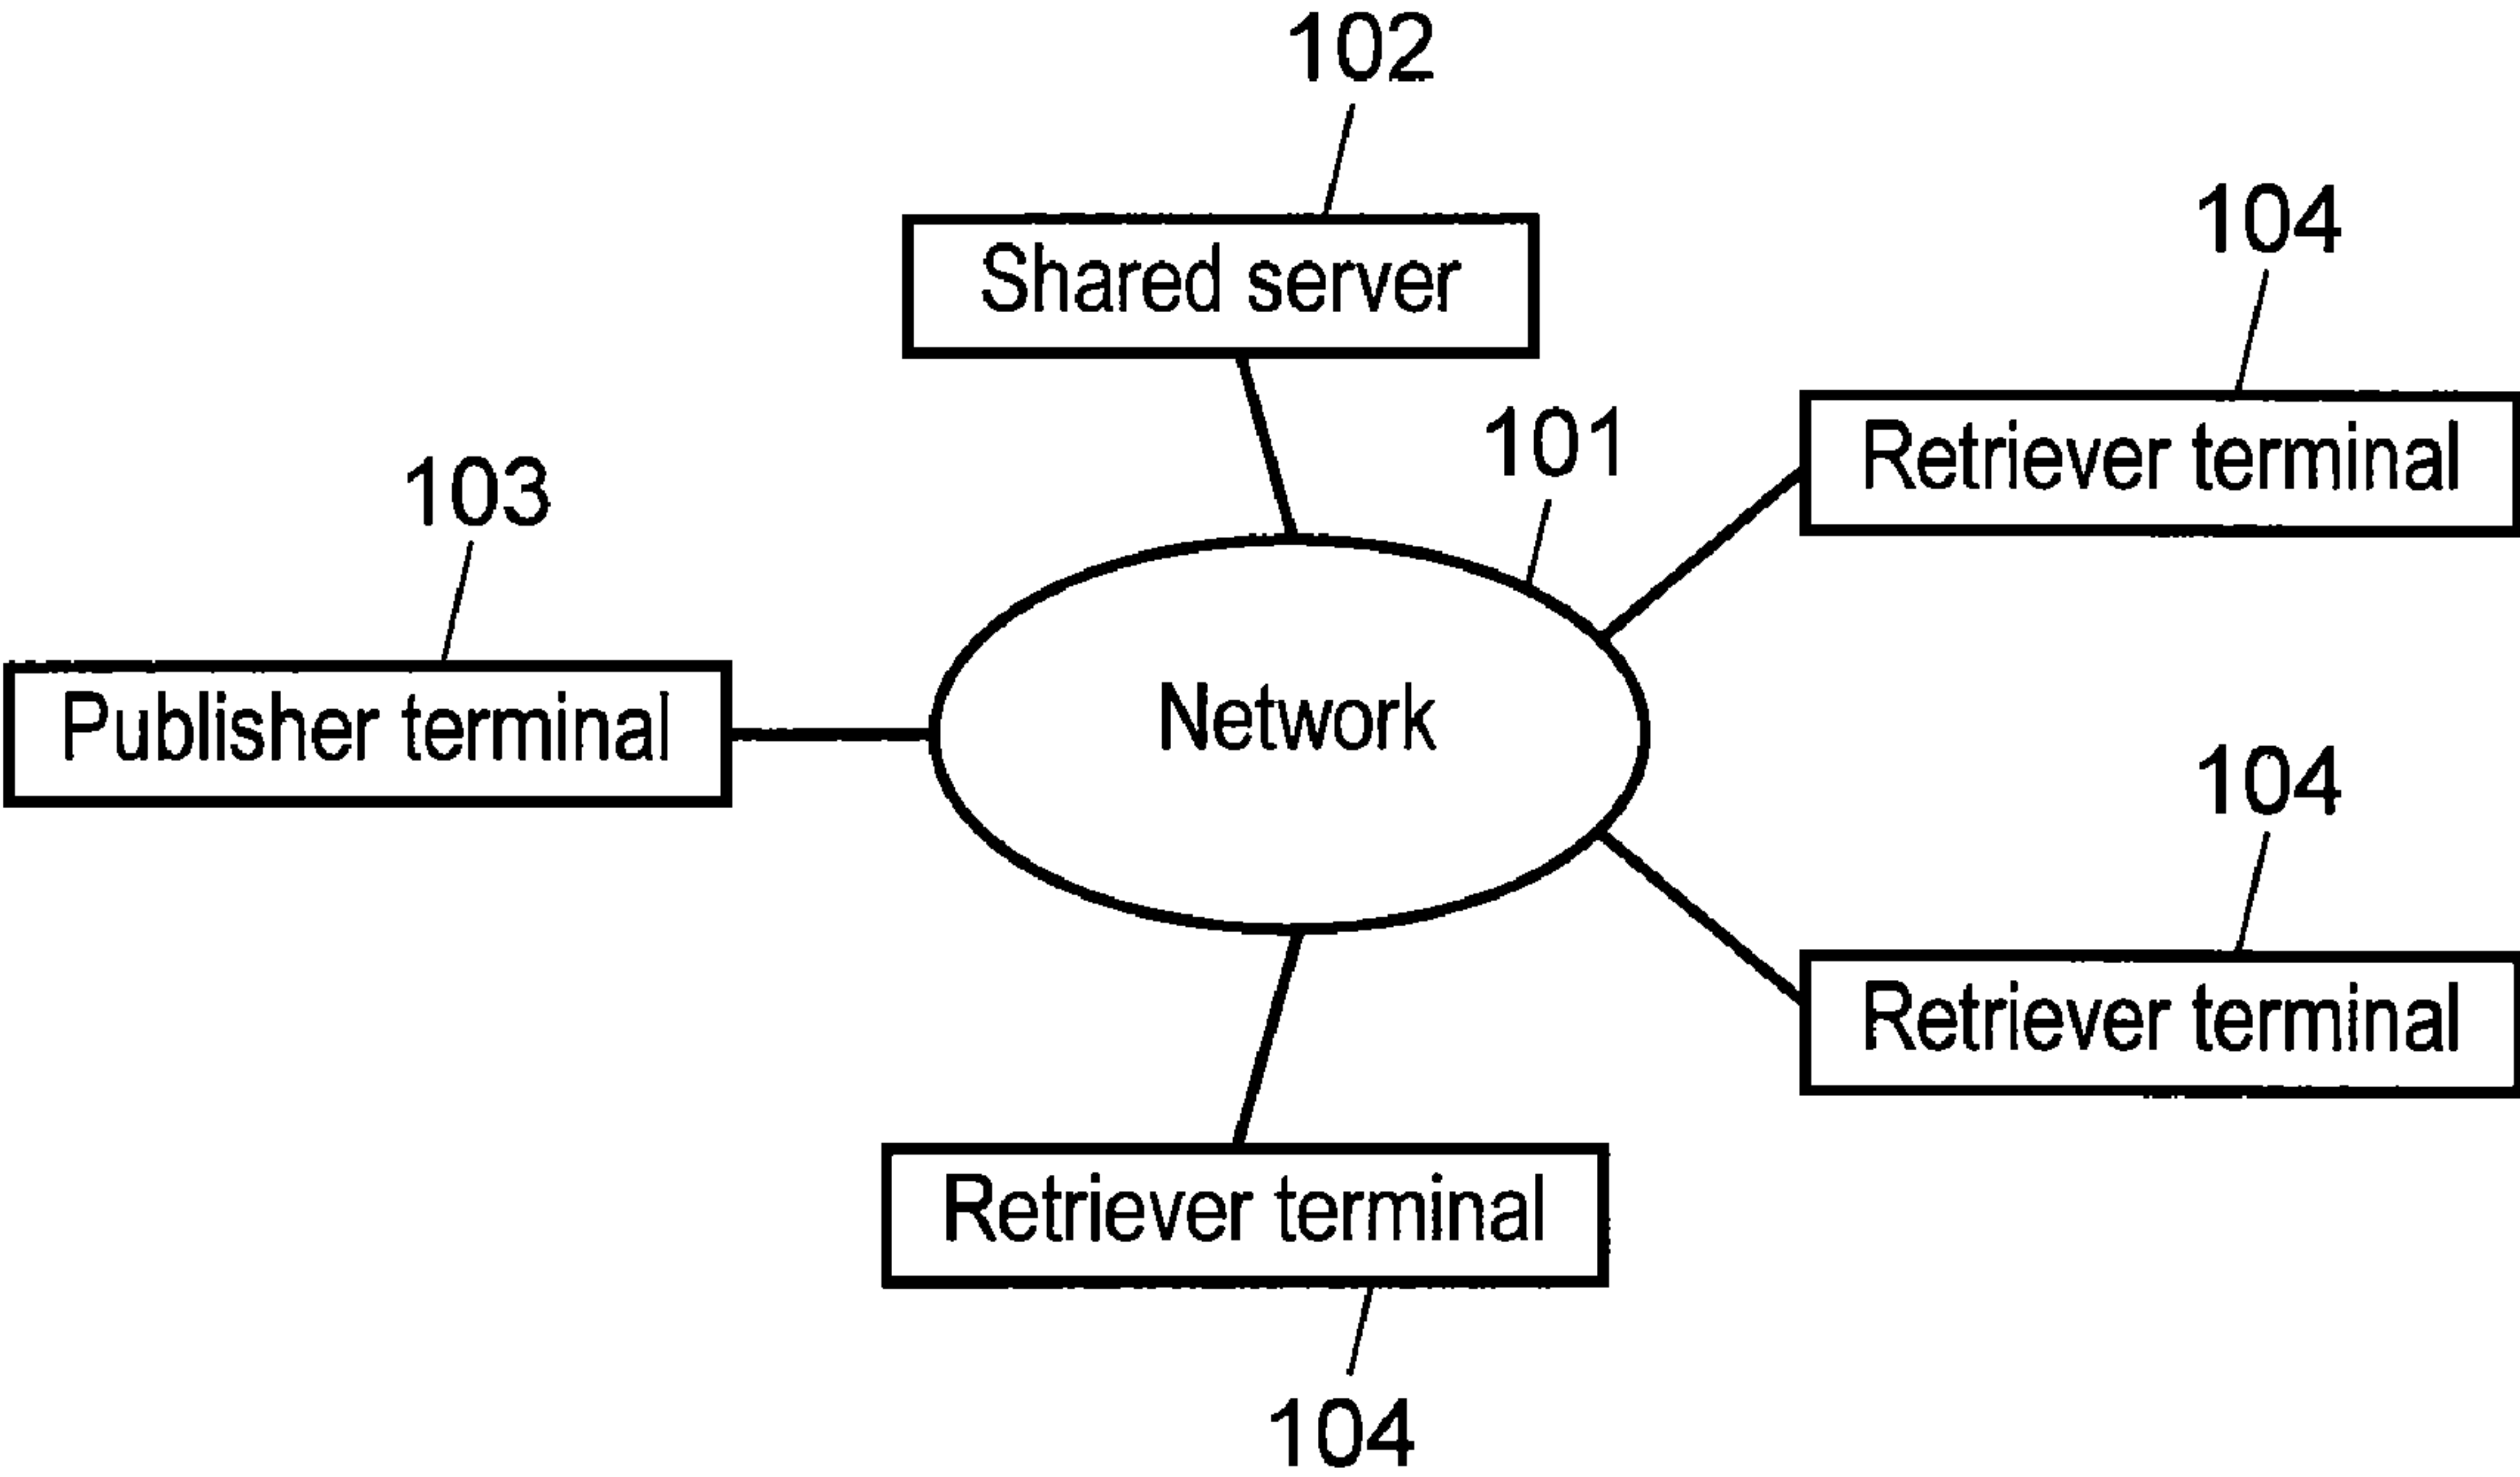 102
Shared server
104
Retriever terminal
101
103
Publisher terminal
Network
104
Retriever terminal
Retriever terminal
104